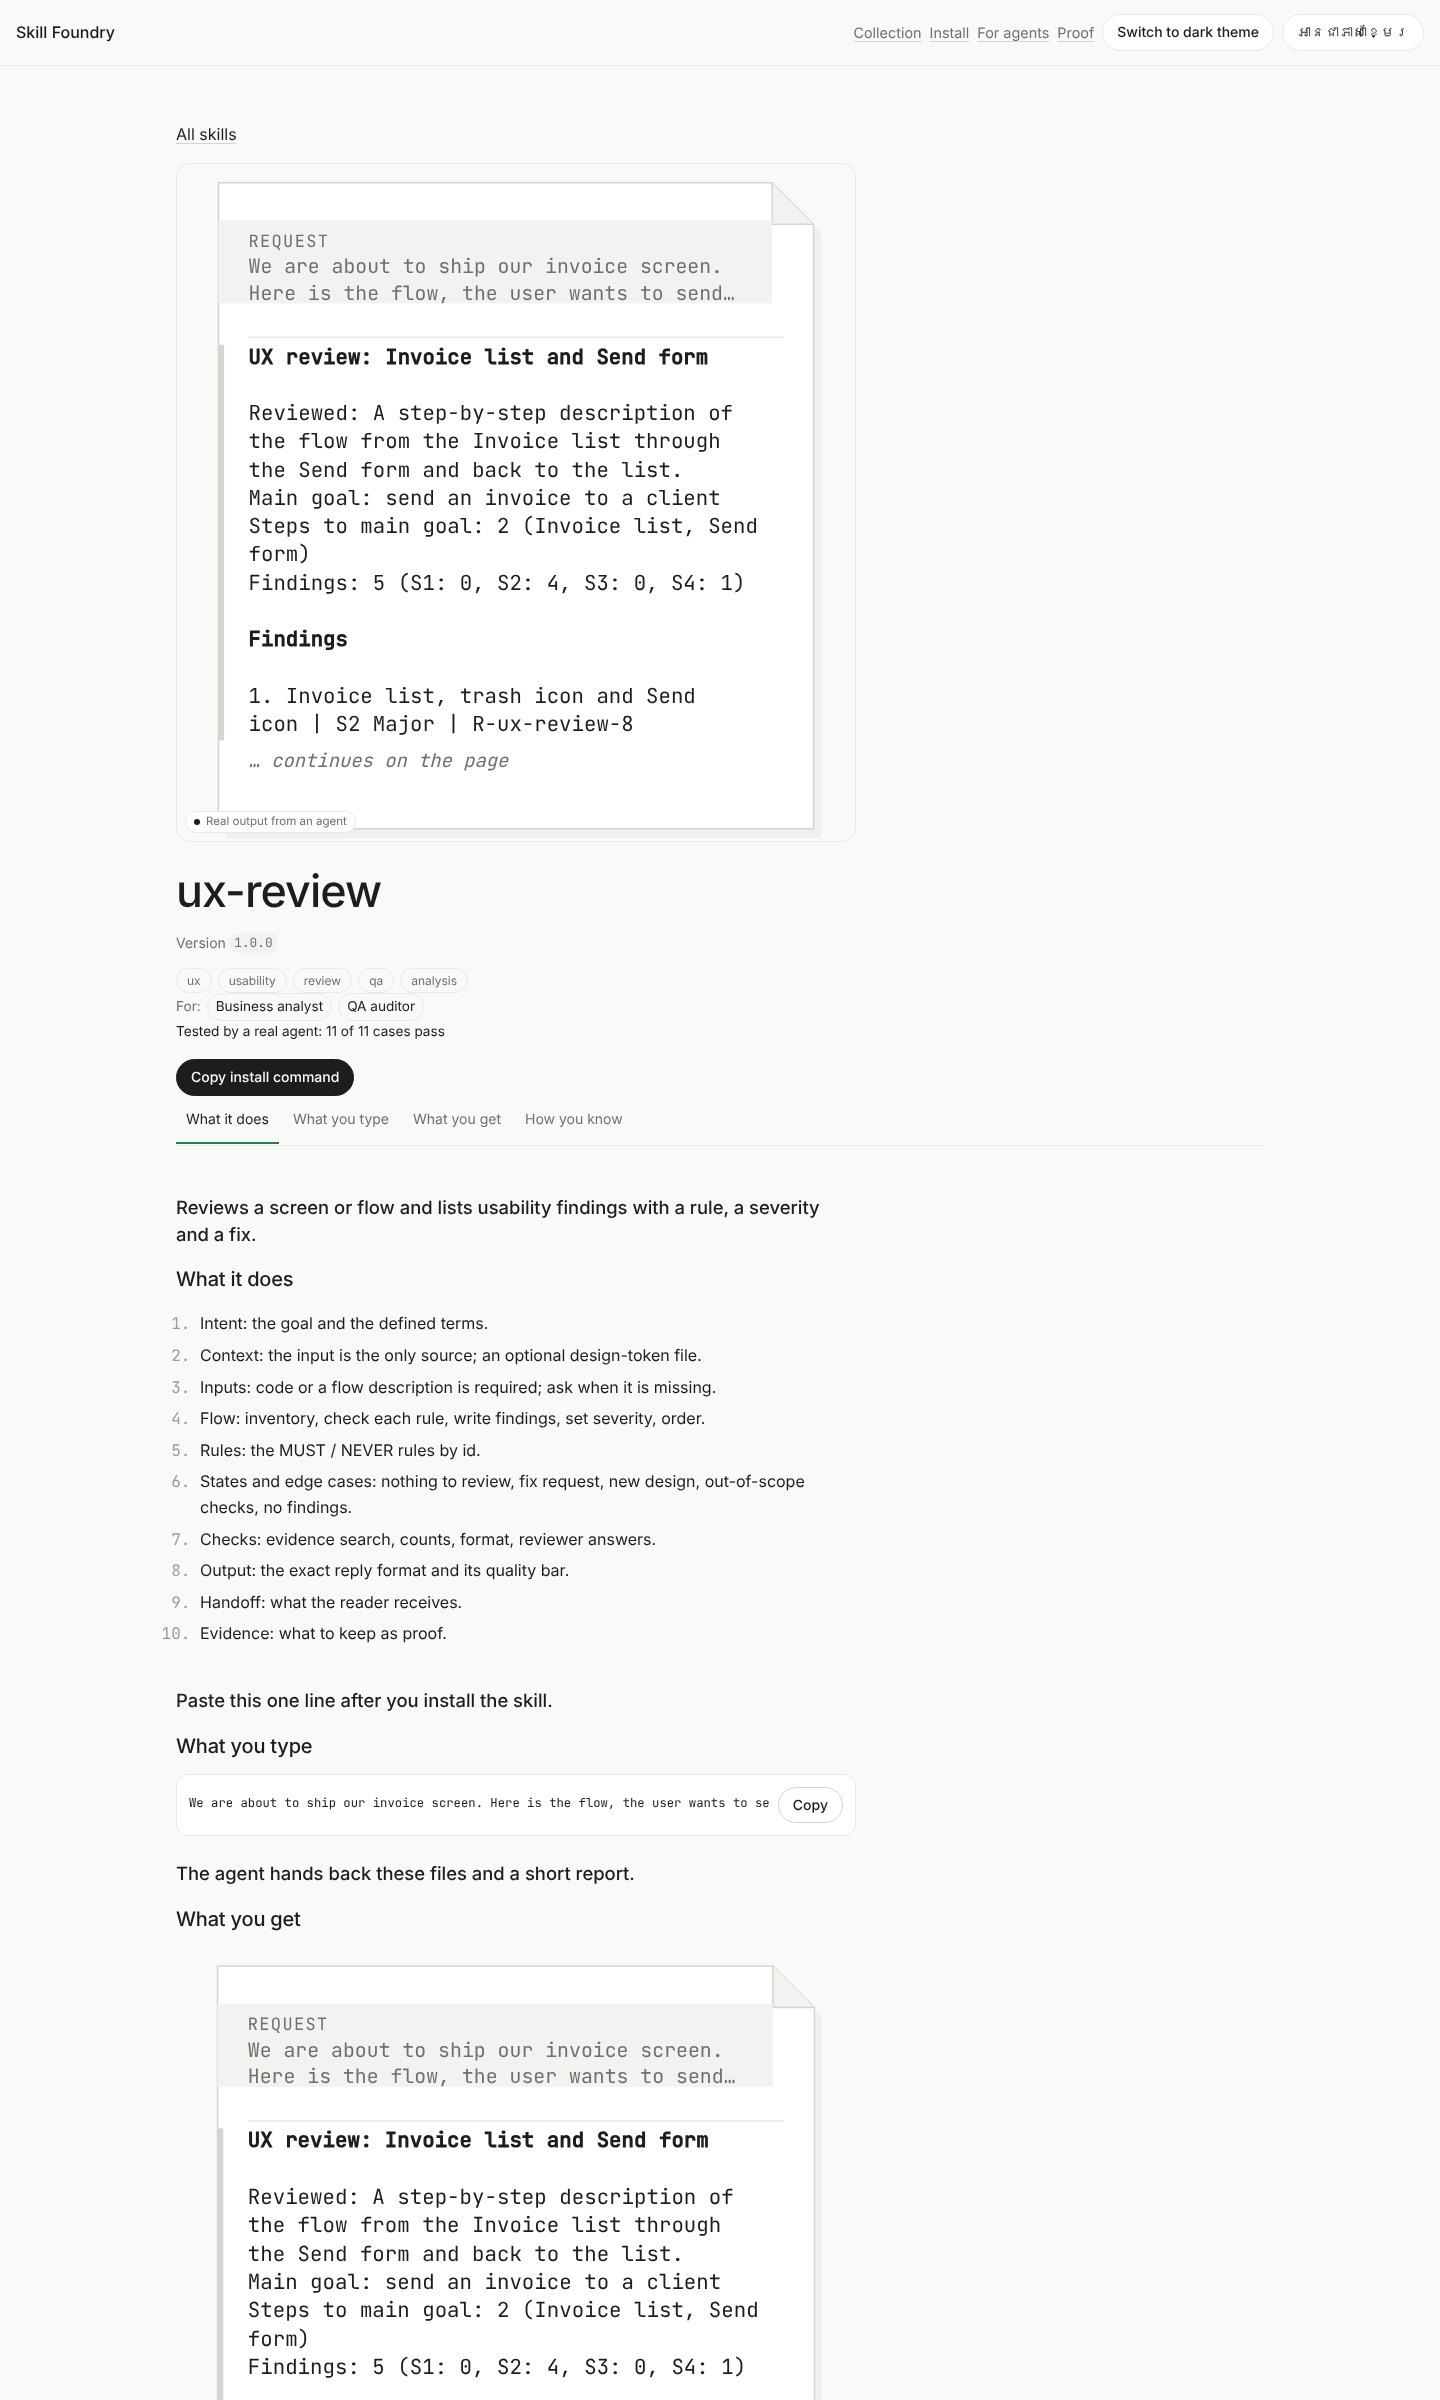 Skill Foundry
Collection Install For agents Proof Switch to dark theme អានជាភាសាខ្មែរ
All skills
REQUEST
We are about to ship our invoice screen.
Here is the flow, the user wants to send…
UX review: Invoice list and Send form
Reviewed: A step-by-step description of
the flow from the Invoice list through
the Send form and back to the list.
Main goal: send an invoice to a client
Steps to main goal: 2 (Invoice list, Send
form)
Findings: 5 (S1: 0, S2: 4, S3: 0, S4: 1)
Findings
1. Invoice list, trash icon and Send
icon | S2 Major | R-ux-review-8
… continues on the page
Real output from an agent
ux-review
Version 1.0.0
ux usability review qa analysis
For: Business analyst QA auditor
Tested by a real agent: 11 of 11 cases pass
Copy install command
What it does What you type What you get How you know
Reviews a screen or flow and lists usability findings with a rule, a severity
and a fix.
What it does
1. Intent: the goal and the defined terms.
2. Context: the input is the only source; an optional design-token file.
3. Inputs: code or a flow description is required; ask when it is missing.
4. Flow: inventory, check each rule, write findings, set severity, order.
5. Rules: the MUST / NEVER rules by id.
6. States and edge cases: nothing to review, fix request, new design, out-of-scope
checks, no findings.
7. Checks: evidence search, counts, format, reviewer answers.
8. Output: the exact reply format and its quality bar.
9. Handoff: what the reader receives.
10. Evidence: what to keep as proof.
Paste this one line after you install the skill.
What you type
We are about to ship our invoice screen. Here is the flow, the user wants to se Copy
The agent hands back these files and a short report.
What you get
REQUEST
We are about to ship our invoice screen.
Here is the flow, the user wants to send…
UX review: Invoice list and Send form
Reviewed: A step-by-step description of
the flow from the Invoice list through
the Send form and back to the list.
Main goal: send an invoice to a client
Steps to main goal: 2 (Invoice list, Send
form)
Findings: 5 (S1: 0, S2: 4, S3: 0, S4: 1)